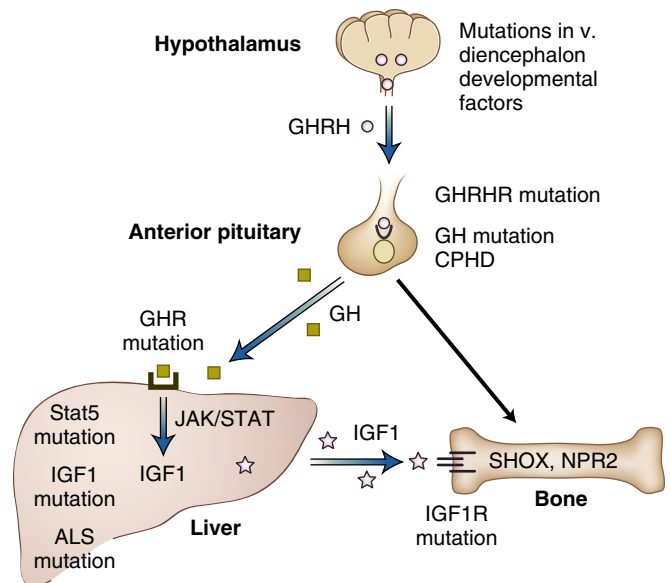 Hypothalamus
Mutations in v.
diencephalon
developmental
factors
GHRH
GHRHR mutation
Anterior pituitary
GH mutation
CPHD
GH
GHR
mutation
Stat5
mutation
JAK/STAT
IGF1
IGF1
mutation
IGF1
ALS
mutation
Liver
SHOX, NPR2
Bone
IGF1R
mutation